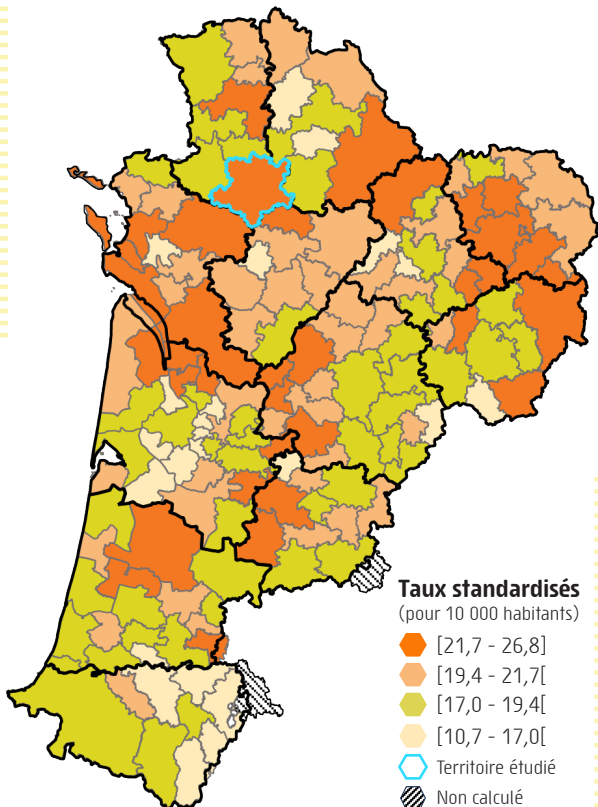 Taux standardisés
(pour 10 000 habitants)
[21,7 - 26,8]
[19,4 - 21,7[
[17,0 - 19,4[
[10,7 - 17,0[
Territoire étudié
Non calculé